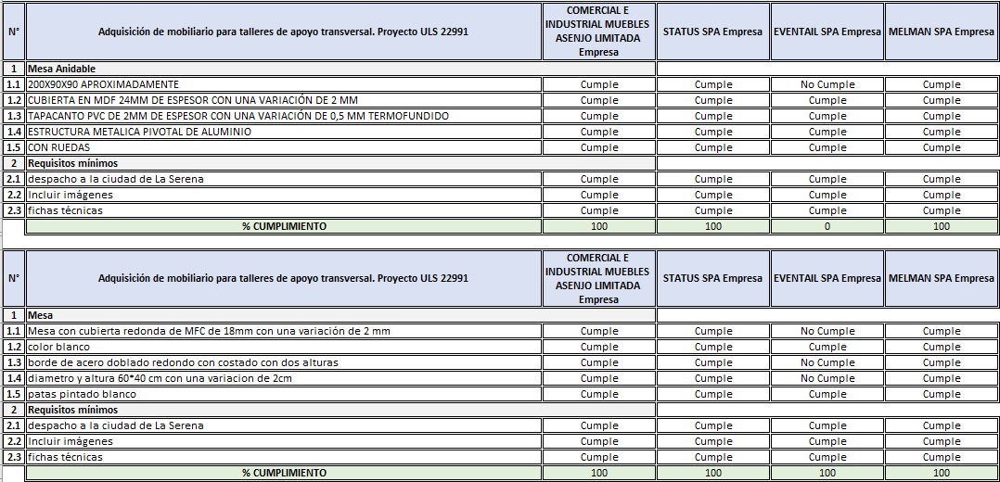 N° Adquisición de mobiliario para talleres de apoyo transversal. Proyecto ULS 22991 COMERCIAL E INDUSTRIAL MUEBLES ASENJO LIMITADA Empresa STATUS SPA Empresa EVENTAIL SPA Empresa MELMAN SPA Empresa
1 Mesa Anidable
1.1 200X90X90 APROXIMADAMENTE Cumple Cumple No Cumple Cumple
1.2 CUBIERTA EN MDF 24MM DE ESPESOR CON UNA VARIACIÓN DE 2 MM Cumple Cumple Cumple Cumple
1.3 TAPACANTO PVC DE 2MM DE ESPESOR CON UNA VARIACIÓN DE 0,5 MM TERMOFUNDIDO Cumple Cumple Cumple Cumple
1.4 ESTRUCTURA METALICA PIVOTAL DE ALUMINIO Cumple Cumple Cumple Cumple
1.5 CON RUEDAS Cumple Cumple Cumple Cumple
2 Requisitos mínimos
2.1 despacho a la ciudad de La Serena Cumple Cumple Cumple Cumple
2.2 Incluir imágenes Cumple Cumple Cumple Cumple
2.3 fichas técnicas Cumple Cumple Cumple Cumple
% CUMPLIMIENTO 100 100 0 100
N° Adquisición de mobiliario para talleres de apoyo transversal. Proyecto ULS 22991 COMERCIAL E INDUSTRIAL MUEBLES ASENJO LIMITADA Empresa STATUS SPA Empresa EVENTAIL SPA Empresa MELMAN SPA Empresa
1 Mesa
1.1 Mesa con cubierta redonda de MFC de 18mm con una variación de 2 mm Cumple Cumple No Cumple Cumple
1.2 color blanco Cumple Cumple Cumple Cumple
1.3 borde de acero doblado redondo con costado con dos alturas Cumple Cumple No Cumple Cumple
1.4 diametro y altura 60*40 cm con una variacion de 2cm Cumple Cumple No Cumple Cumple
1.5 patas pintado blanco Cumple Cumple Cumple Cumple
2 Requisitos mínimos
2.1 despacho a la ciudad de La Serena Cumple Cumple Cumple Cumple
2.2 Incluir imágenes Cumple Cumple Cumple Cumple
2.3 fichas técnicas Cumple Cumple Cumple Cumple
% CUMPLIMIENTO 100 100 100 100